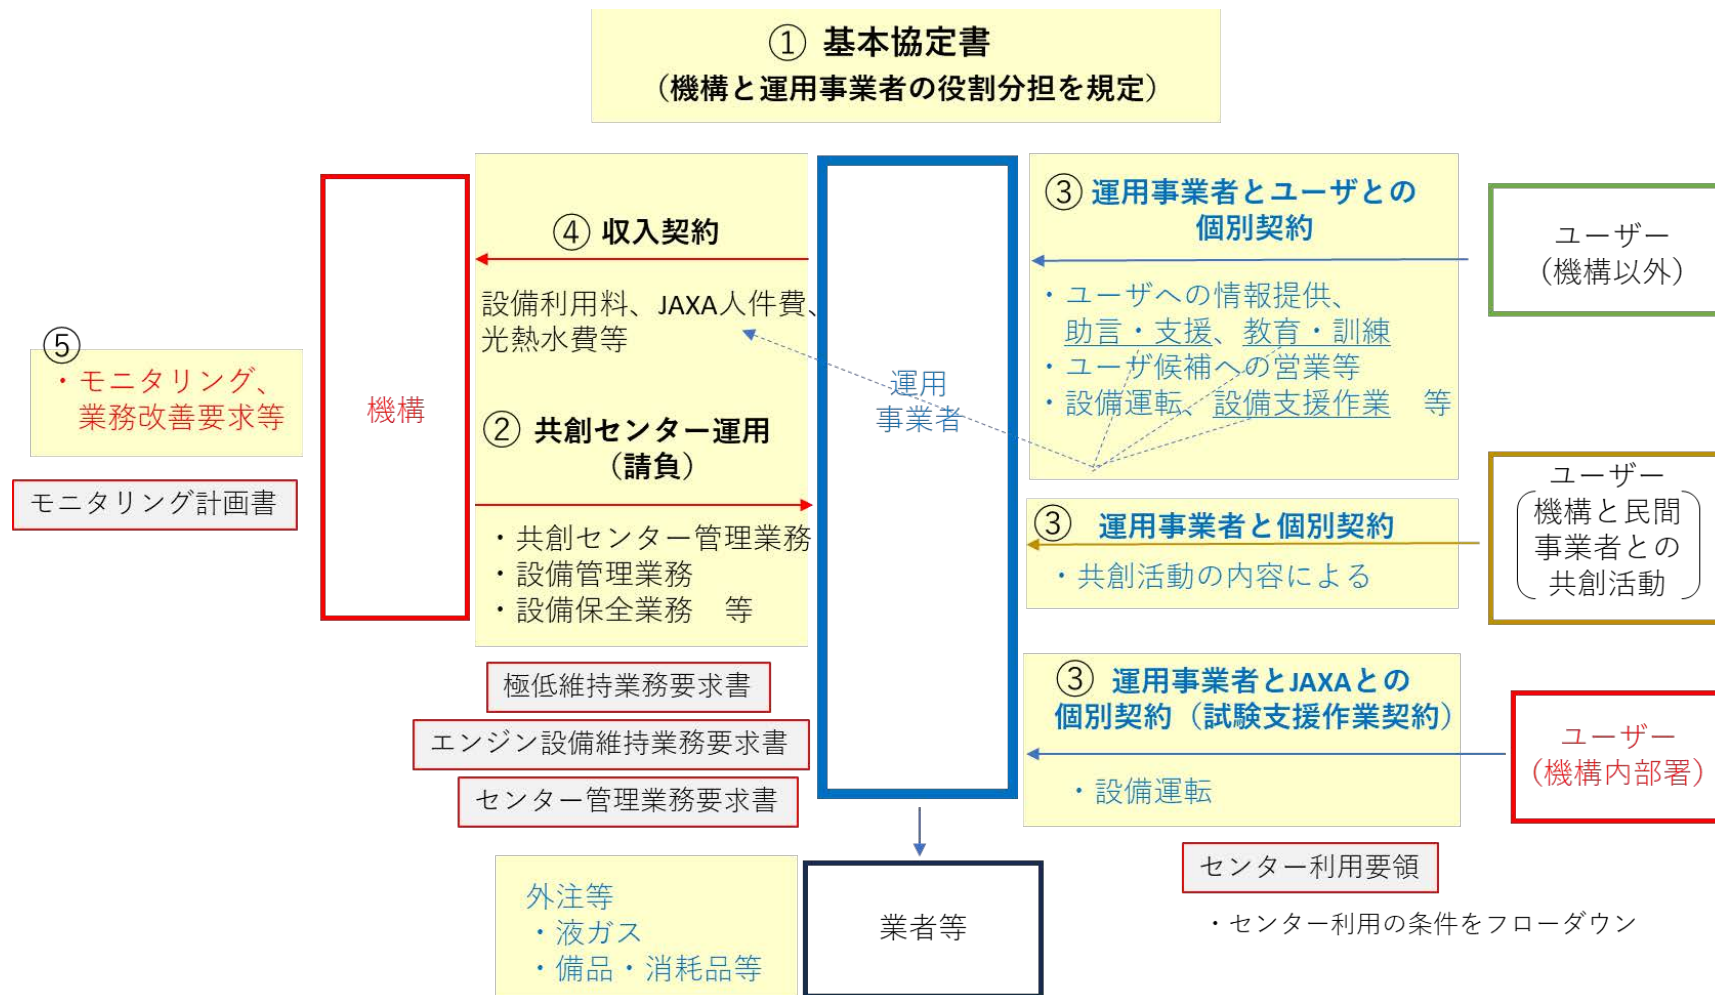 ① 基本協定書
（機構と運用事業者の役割分担を規定）
④ 収入契約
設備利用料、JAXA人件費、
光熱水費等
② 共創センター運用
（請負）
・共創センター管理業務
・設備管理業務
・設備保全業務　等
⑤
・モニタリング、
業務改善要求等
モニタリング計画書
機構
運用
事業者
③ 運用事業者とユーザとの
個別契約
・ユーザへの情報提供、
助言・支援、教育・訓練
・ユーザ候補への営業等
・設備運転、設備支援作業　等
ユーザー
（機構以外）
③ 運用事業者と個別契約
・共創活動の内容による
ユーザー
機構と民間
事業者との
共創活動
③ 運用事業者とJAXAとの
個別契約（試験支援作業契約）
・設備運転
ユーザー
（機構内部署）
極低維持業務要求書
エンジン設備維持業務要求書
センター管理業務要求書
センター利用要領
・センター利用の条件をフローダウン
外注等
・液ガス
・備品・消耗品等
業者等